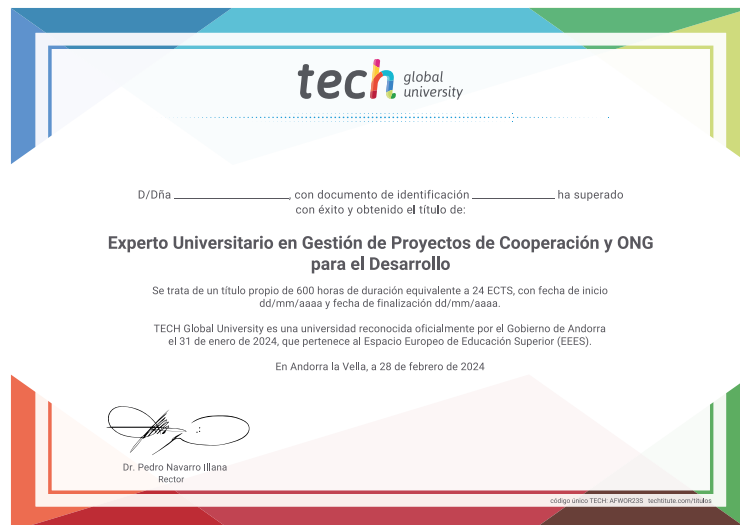 tech global university
D/Dña ____________________, con documento de identificación ______________ ha superado
con éxito y obtenido el título de:
Experto Universitario en Gestión de Proyectos de Cooperación y ONG
para el Desarrollo
Se trata de un título propio de 600 horas de duración equivalente a 24 ECTS, con fecha de inicio
dd/mm/aaaa y fecha de finalización dd/mm/aaaa.
TECH Global University es una universidad reconocida oficialmente por el Gobierno de Andorra
el 31 de enero de 2024, que pertenece al Espacio Europeo de Educación Superior (EEES).
En Andorra la Vella, a 28 de febrero de 2024
Dr. Pedro Navarro Illana
Rector
código único TECH: AFWOR23S techtitute.com/titulos